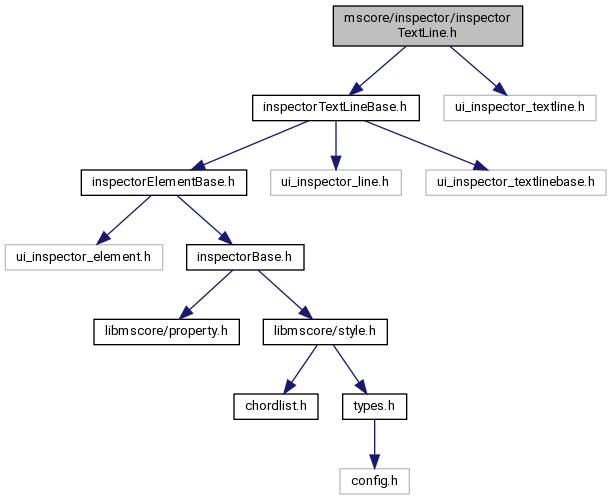 mscore/inspector/inspector
TextLine.h
inspectorTextLineBase.h
ui_inspector_textline.h
inspectorElementBase.h
ui_inspector_line.h
ui_inspector_textlinebase.h
ui_inspector_element.h
inspectorBase.h
libmscore/property.h
libmscore/style.h
chordlist.h
types.h
config.h